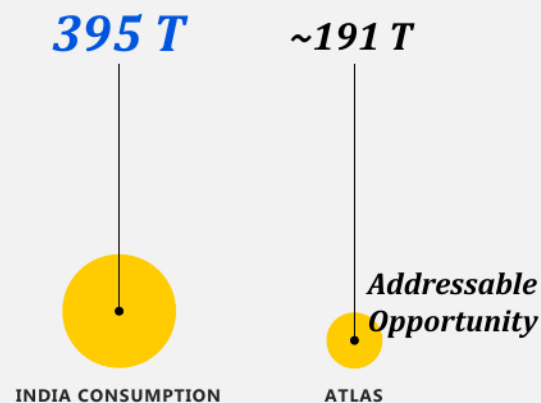 395 T
~191 T
Addressable
Opportunity
INDIA CONSUMPTION
ATLAS